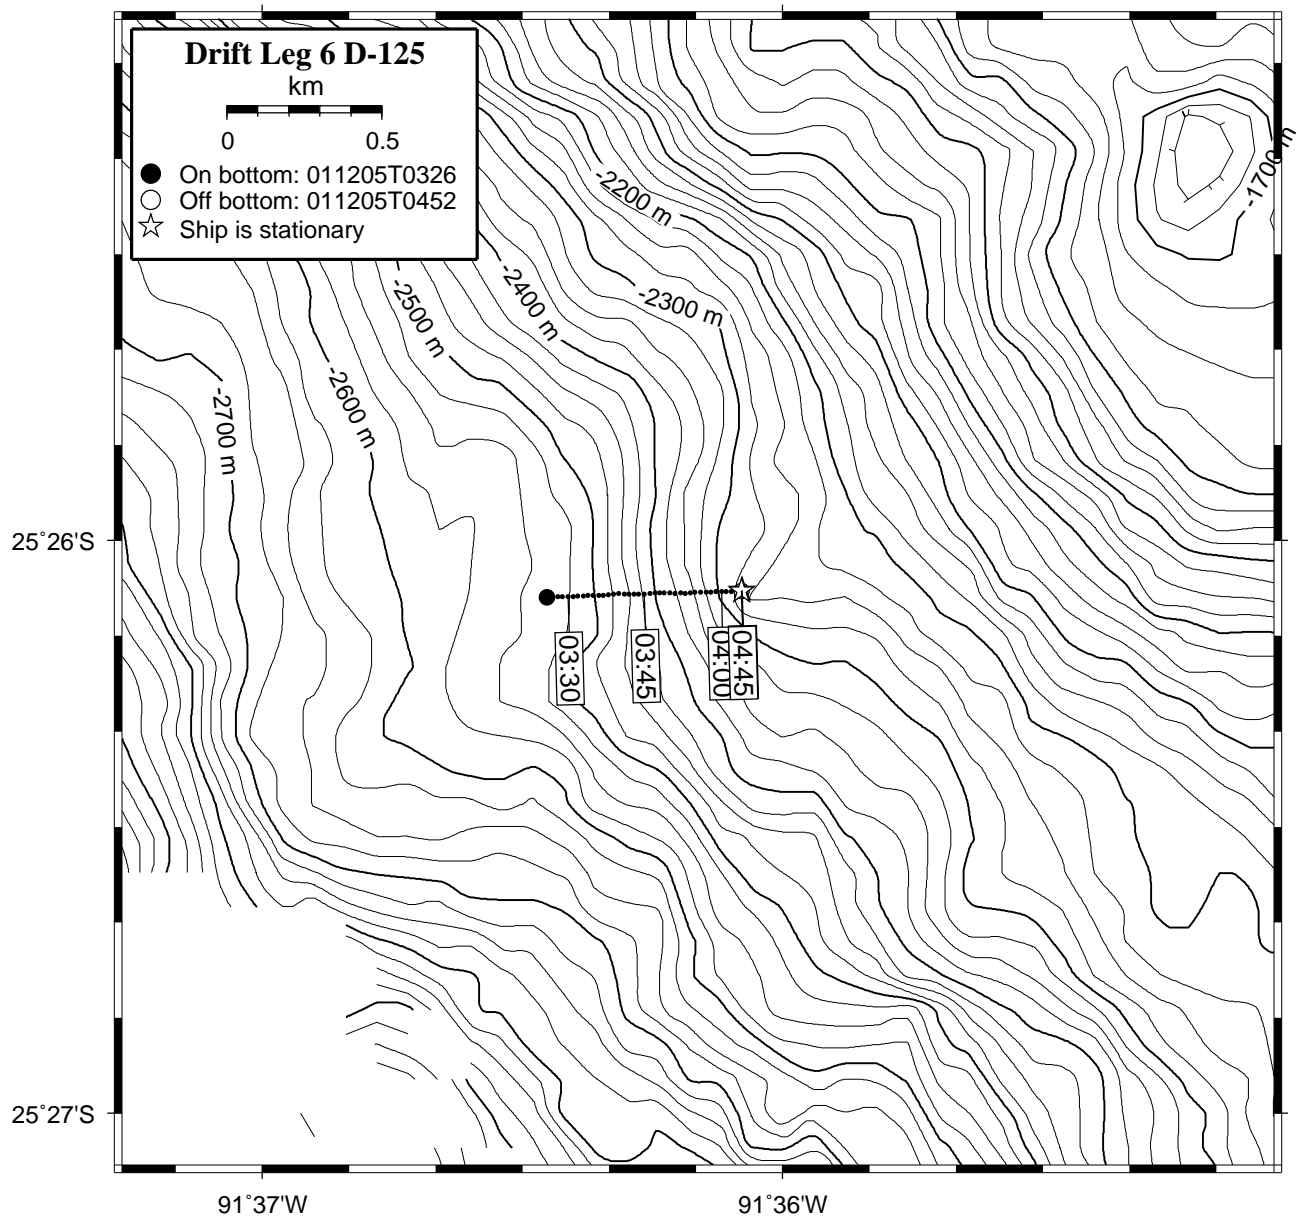 Drift Leg 6 D-125
km
0 0.5
On bottom: 011205T0326
Off bottom: 011205T0452
Ship is stationary
-1700 m
-2200 m
-2300 m
-2400 m
-2500 m
-2600 m
-2700 m
25˚26'S
03:30
03:45
04:00
04:45
25˚27'S
91˚37'W
91˚36'W